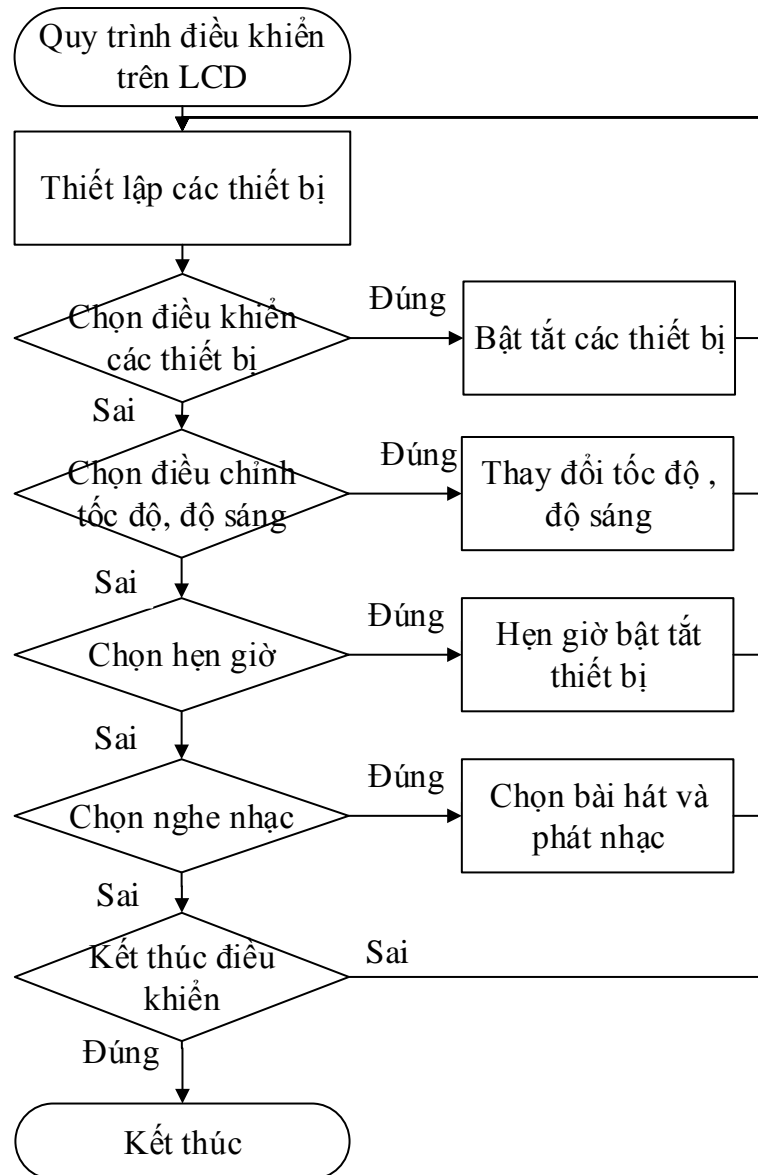 Quy trình điều khiển
trên LCD
Thiết lập các thiết bị
Chọn điều khiển
các thiết bị
Đúng
Bật tắt các thiết bị
Sai
Chọn điều chỉnh
tốc độ, độ sáng
Đúng
Thay đổi tốc độ ,
độ sáng
Sai
Chọn hẹn giờ
Đúng
Hẹn giờ bật tắt
thiết bị
Sai
Chọn nghe nhạc
Đúng
Chọn bài hát và
phát nhạc
Sai
Kết thúc điều
khiển
Sai
Đúng
Kết thúc